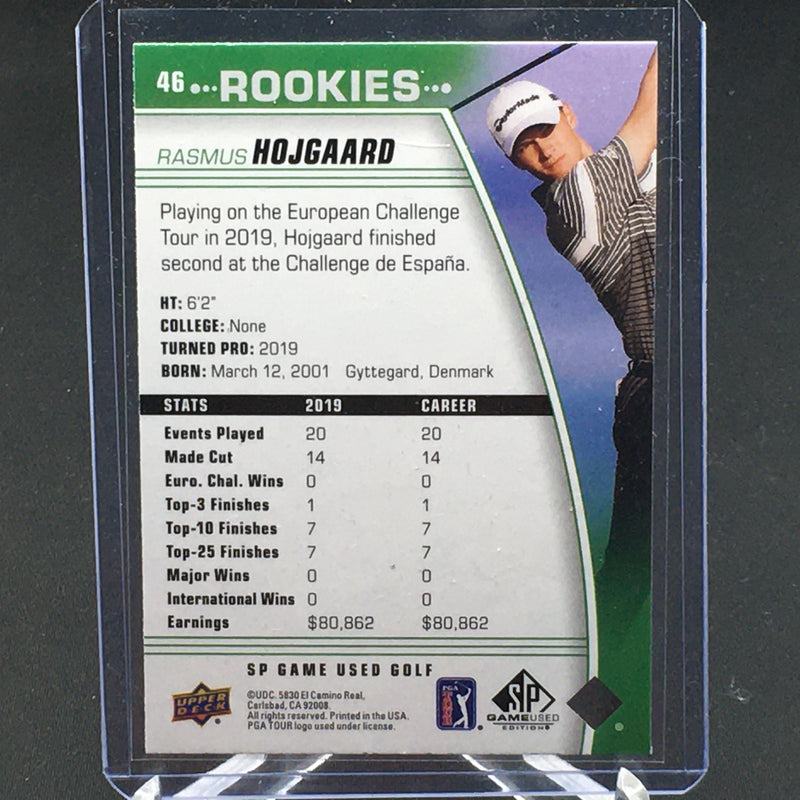 46 •••ROOKIES•••
TaylorMade
RASMUS HOJGAARD
Playing on the European Challenge
Tour in 2019, Hojgaard finished
second at the Challenge de España.
HT: 6'2"
COLLEGE: None
TURNED PRO: 2019
BORN: March 12, 2001 Gyttegard, Denmark
STATS 2019 CAREER
Events Played 20 20
Made Cut 14 14
Euro. Chal. Wins 0 0
Top-3 Finishes 1 1
Top-10 Finishes 7 7
Top-25 Finishes 7 7
Major Wins 0 0
International Wins 0 0
Earnings $80,862 $80,862
SP GAME USED GOLF
UPPER DECK
©UDC. 5830 El Camino Real,
Carlsbad, CA 92008.
All rights reserved. Printed in the USA.
PGA TOUR logo used under license.
PGA TOUR
SP
GAMEUSED
EDITION®